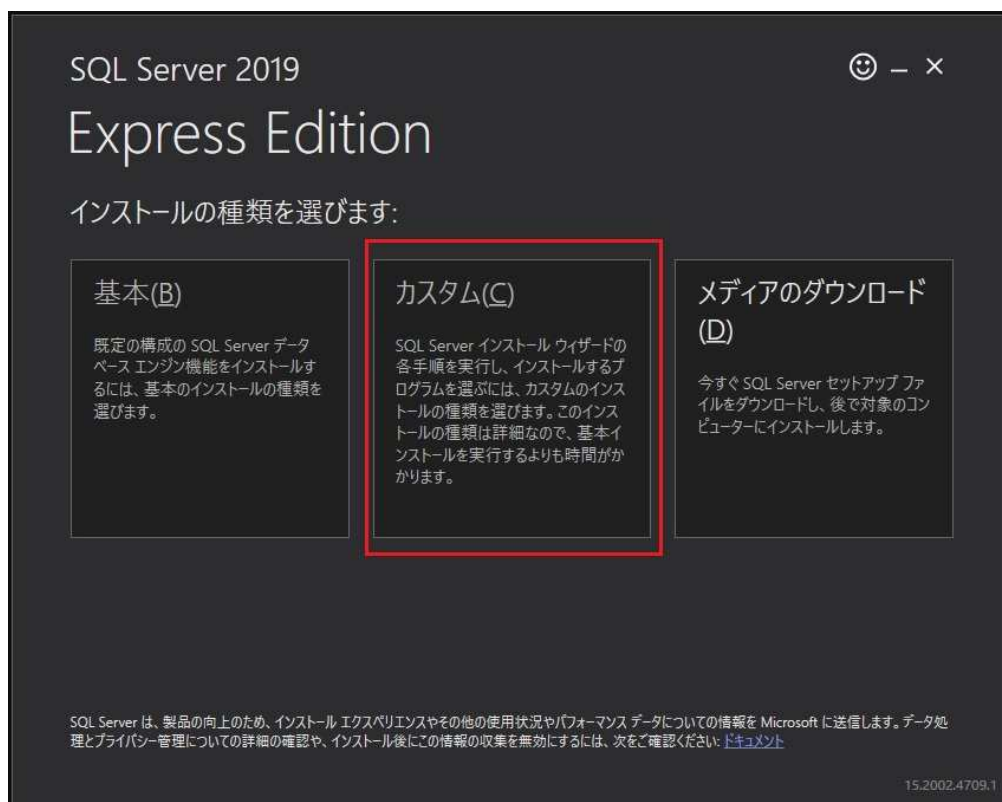 SQL Server 2019
Express Edition
インストールの種類を選びます:
基本(B)
既定の構成の SQL Server データ
ベース エンジン機能をインストールす
るには、基本のインストールの種類を
選びます。
カスタム(C)
SQL Server インストール ウィザードの
各手順を実行し、インストールするプ
ログラムを選ぶには、カスタムのインス
トールの種類を選びます。このインス
トールの種類は詳細なので、基本イ
ンストールを実行するよりも時間がか
かります。
メディアのダウンロード
(D)
今すぐ SQL Server セットアップ ファ
イルをダウンロードし、後で対象のコン
ピューターにインストールします。
SQL Server は、製品の向上のため、インストール エクスペリエンスやその他の使用状況やパフォーマンス データについての情報を Microsoft に送信します。データ処
理とプライバシー管理についての詳細の確認や、インストール後にこの情報の収集を無効にするには、次をご確認ください: ドキュメント
15.2002.4709.1